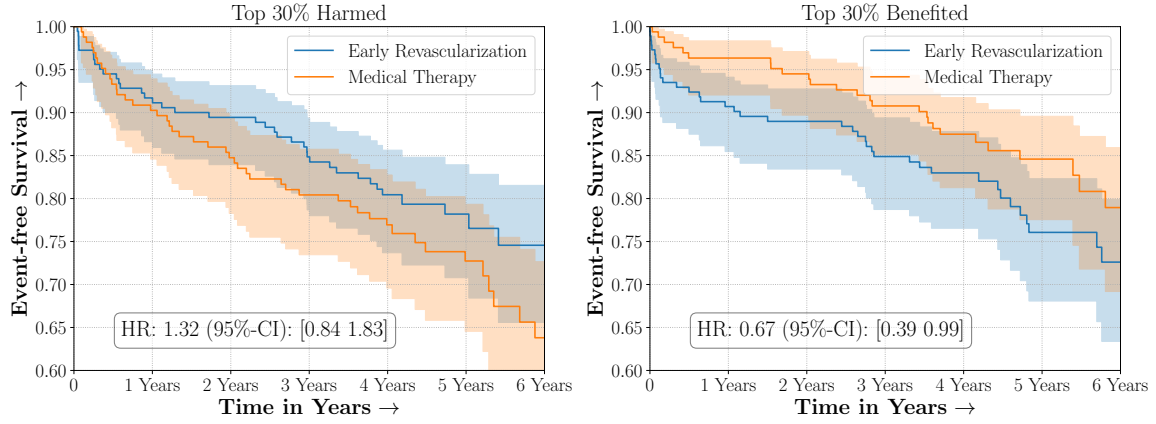 Top 30% Harmed
Event-free Survival →
1.00
0.95
0.90
0.85
0.80
0.75
0.70
0.65
0.60
Early Revascularization
Medical Therapy
HR: 1.32 (95%-CI): [0.84 1.83]
0 1 Years 2 Years 3 Years 4 Years 5 Years 6 Years
Time in Years →
Top 30% Benefited
Event-free Survival →
1.00
0.95
0.90
0.85
0.80
0.75
0.70
0.65
0.60
Early Revascularization
Medical Therapy
HR: 0.67 (95%-CI): [0.39 0.99]
0 1 Years 2 Years 3 Years 4 Years 5 Years 6 Years
Time in Years →